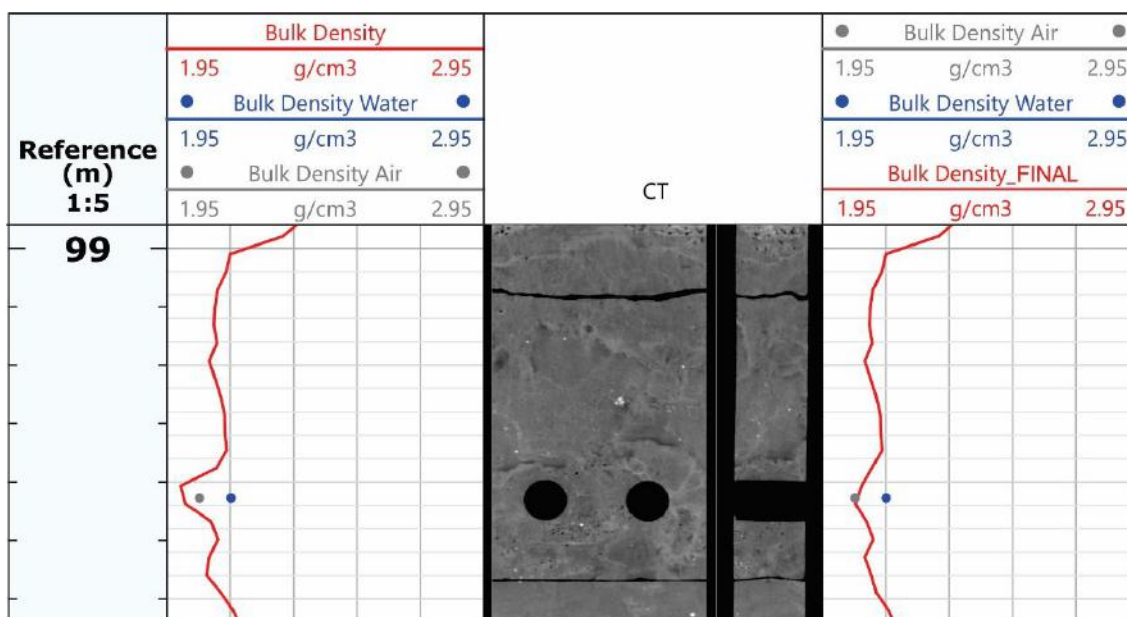 Reference
(m)
1:5
Bulk Density
1.95 g/cm3 2.95
Bulk Density Water
1.95 g/cm3 2.95
Bulk Density Air
1.95 g/cm3 2.95
CT
Bulk Density Air
1.95 g/cm3 2.95
Bulk Density Water
1.95 g/cm3 2.95
Bulk Density_FINAL
1.95 g/cm3 2.95
99